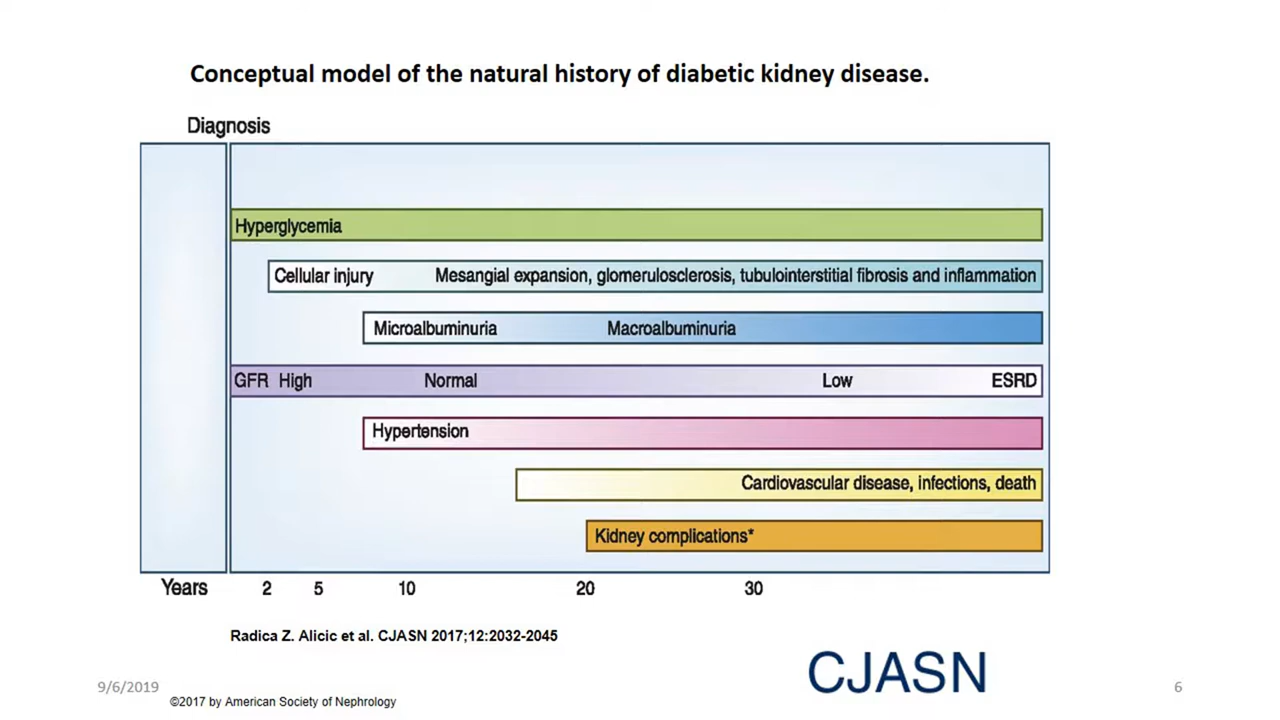 Conceptual model of the natural history of diabetic kidney disease.
Diagnosis
Hyperglycemia
Cellular injury Mesangial expansion, glomerulosclerosis, tubulointerstitial fibrosis and inflammation
Microalbuminuria Macroalbuminuria
GFR High Normal Low ESRD
Hypertension
Cardiovascular disease, infections, death
Kidney complications*
Years 2 5 10 20 30
Radica Z. Alicic et al. CJASN 2017;12:2032-2045
CJASN
9/6/2019
©2017 by American Society of Nephrology
6